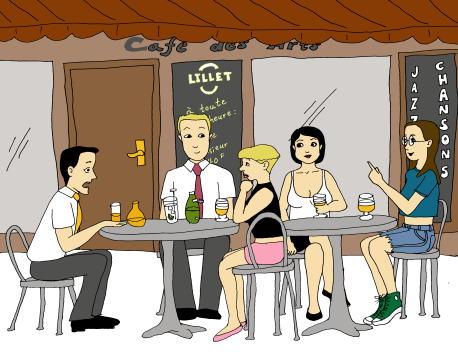 Café des Arts
LILLET
à toute
heure:
JAZZ
CHANSONS